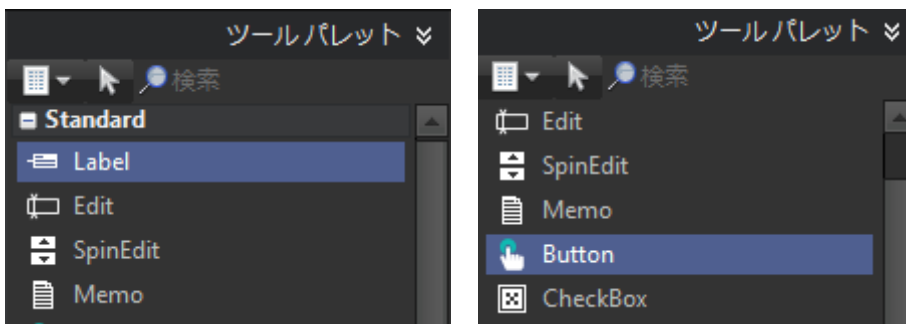 ツール パレット
検索
Standard
Label
Edit
SpinEdit
Memo
ツール パレット
検索
Edit
SpinEdit
Memo
Button
CheckBox